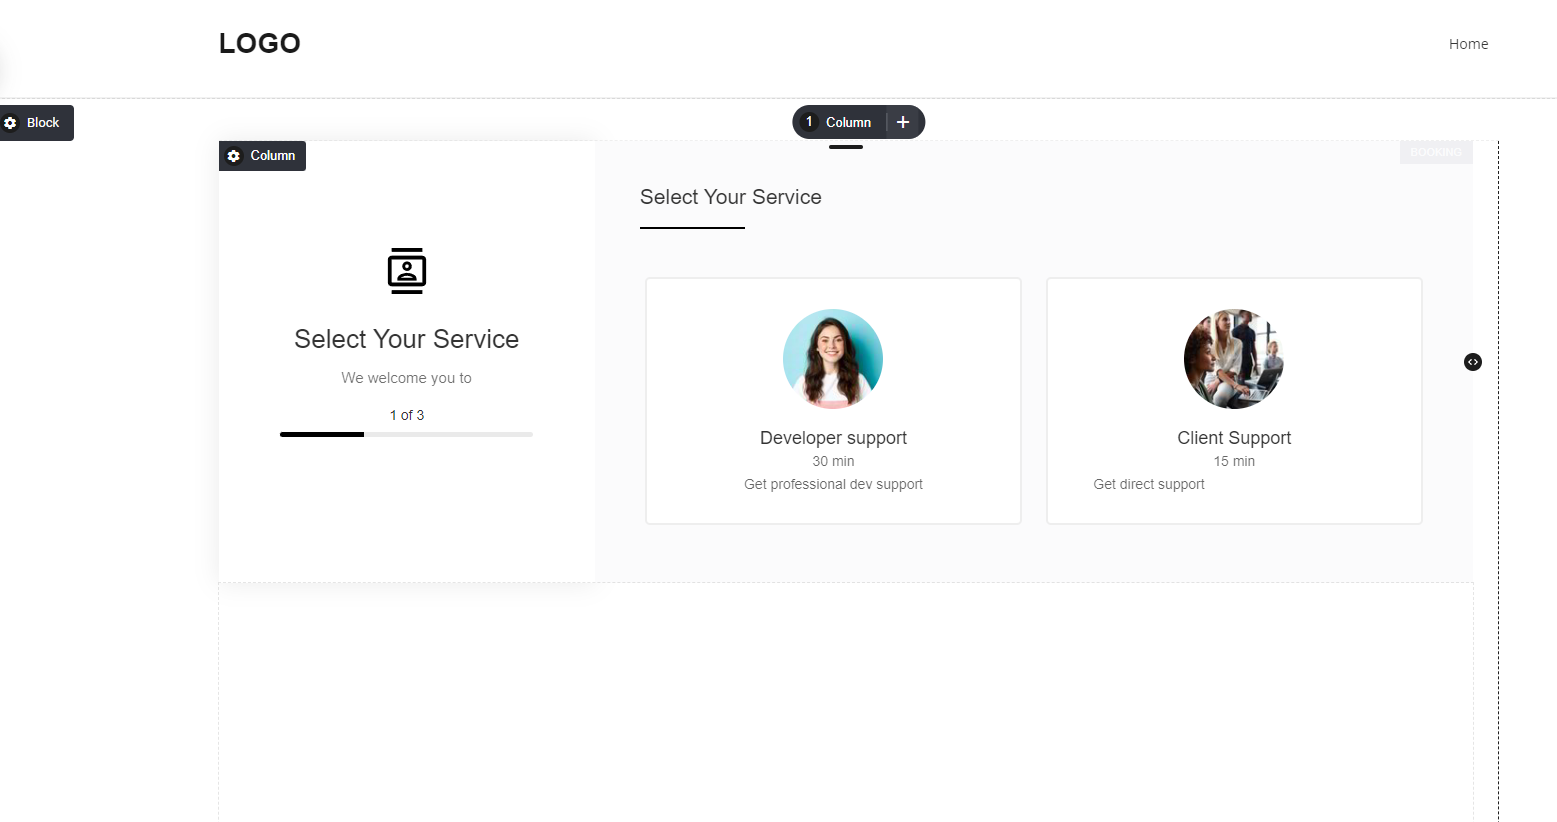 LOGO
Home
Block
1 Column +
Column
BOOKING
Select Your Service
Select Your Service
We welcome you to
1 of 3
Developer support
30 min
Get professional dev support
Client Support
15 min
Get direct support